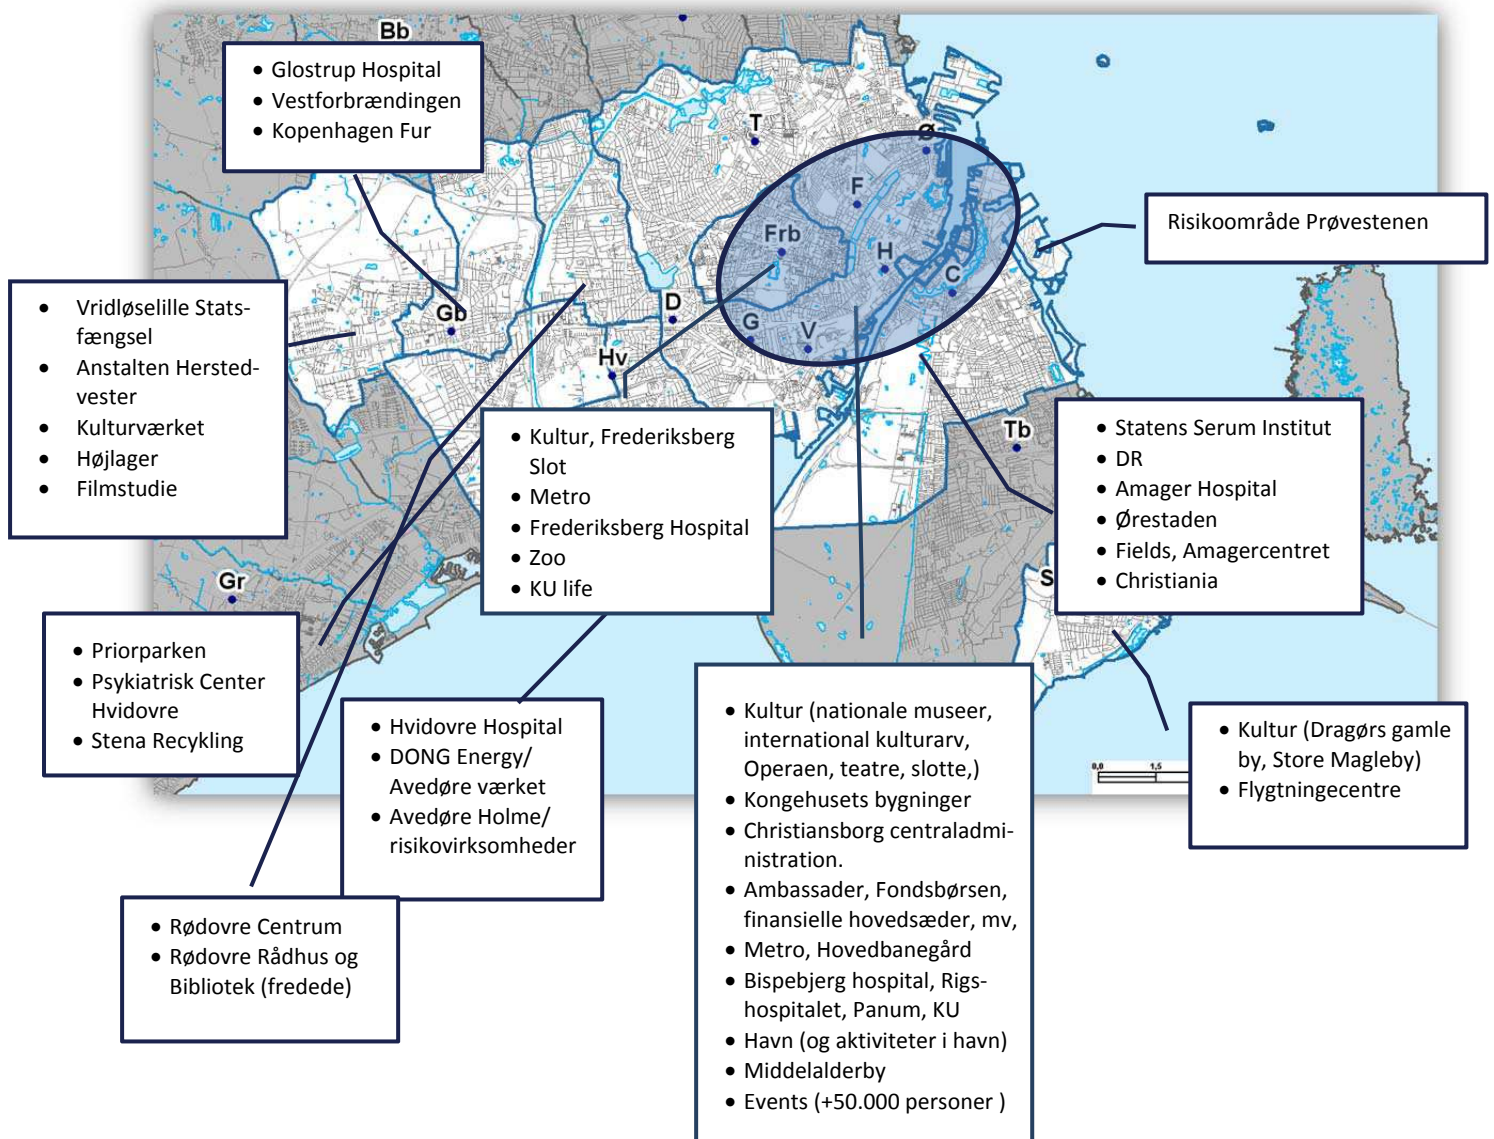 Bb
• Glostrup Hospital
• Vestforbrændingen
• Kopenhagen Fur
T
Ø
F
Frb
H
C
Risikoområde Prøvestenen
• Vridløselille Stats-
fængsel
• Anstalten Hersted-
vester
• Kulturværket
• Højlager
• Filmstudie
Gb
D
G
V
Hv
• Kultur, Frederiksberg
Slot
• Metro
• Frederiksberg Hospital
• Zoo
• KU life
Tb
• Statens Serum Institut
• DR
• Amager Hospital
• Ørestaden
• Fields, Amagercentret
• Christiania
S
Gr
• Priorparken
• Psykiatrisk Center
Hvidovre
• Stena Recykling
• Hvidovre Hospital
• DONG Energy/
Avedøre værket
• Avedøre Holme/
risikovirksomheder
• Kultur (nationale museer,
international kulturarv,
Operaen, teatre, slotte,)
• Kongehusets bygninger
• Christiansborg centraladmi-
nistration.
• Ambassader, Fondsbørsen,
finansielle hovedsæder, mv,
• Metro, Hovedbanegård
• Bispebjerg hospital, Rigs-
hospitalet, Panum, KU
• Havn (og aktiviteter i havn)
• Middelalderby
• Events (+50.000 personer )
0,0 1,5
• Kultur (Dragørs gamle
by, Store Magleby)
• Flygtningecentre
• Rødovre Centrum
• Rødovre Rådhus og
Bibliotek (fredede)